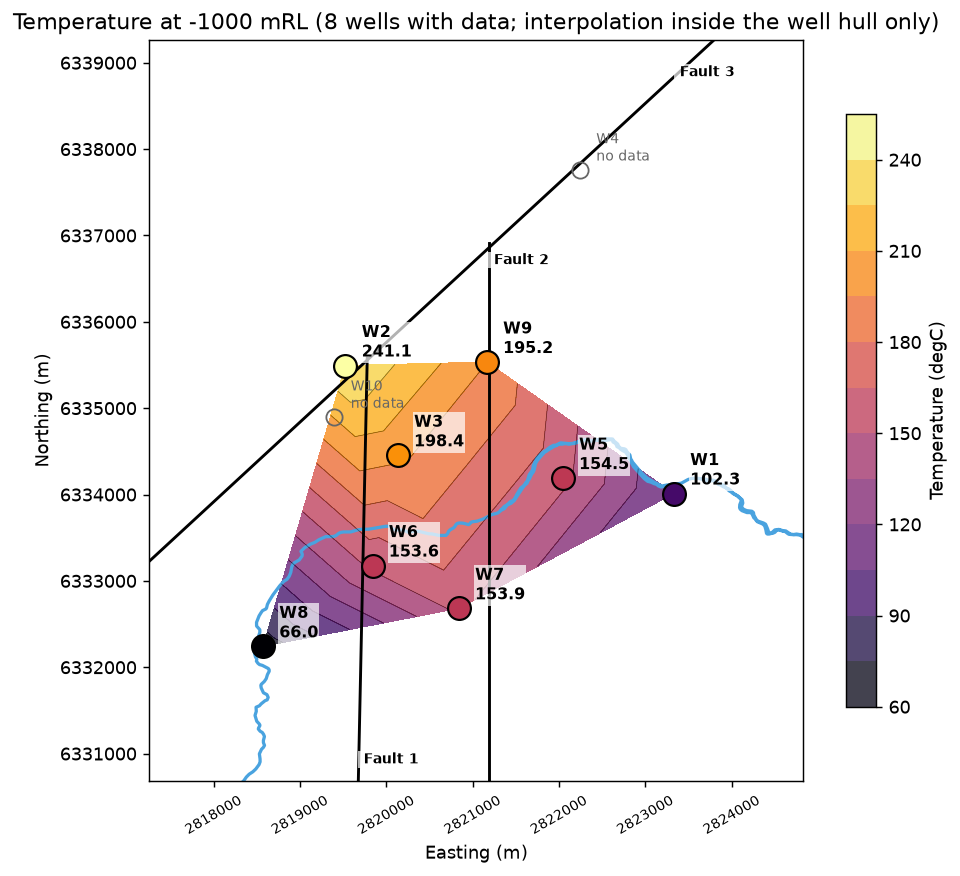 Temperature at -1000 mRL (8 wells with data; interpolation inside the well hull only)
6339000
6338000
6337000
6336000
6335000
6334000
6333000
6332000
6331000
Northing (m)
2818000
2819000
2820000
2821000
2822000
2823000
2824000
Easting (m)
Fault 3
W4
no data
Fault 2
W2
241.1
W9
195.2
W10
no data
W3
198.4
W5
154.5
W1
102.3
W6
153.6
W7
153.9
W8
66.0
Fault 1
240
210
180
150
120
90
60
Temperature (degC)